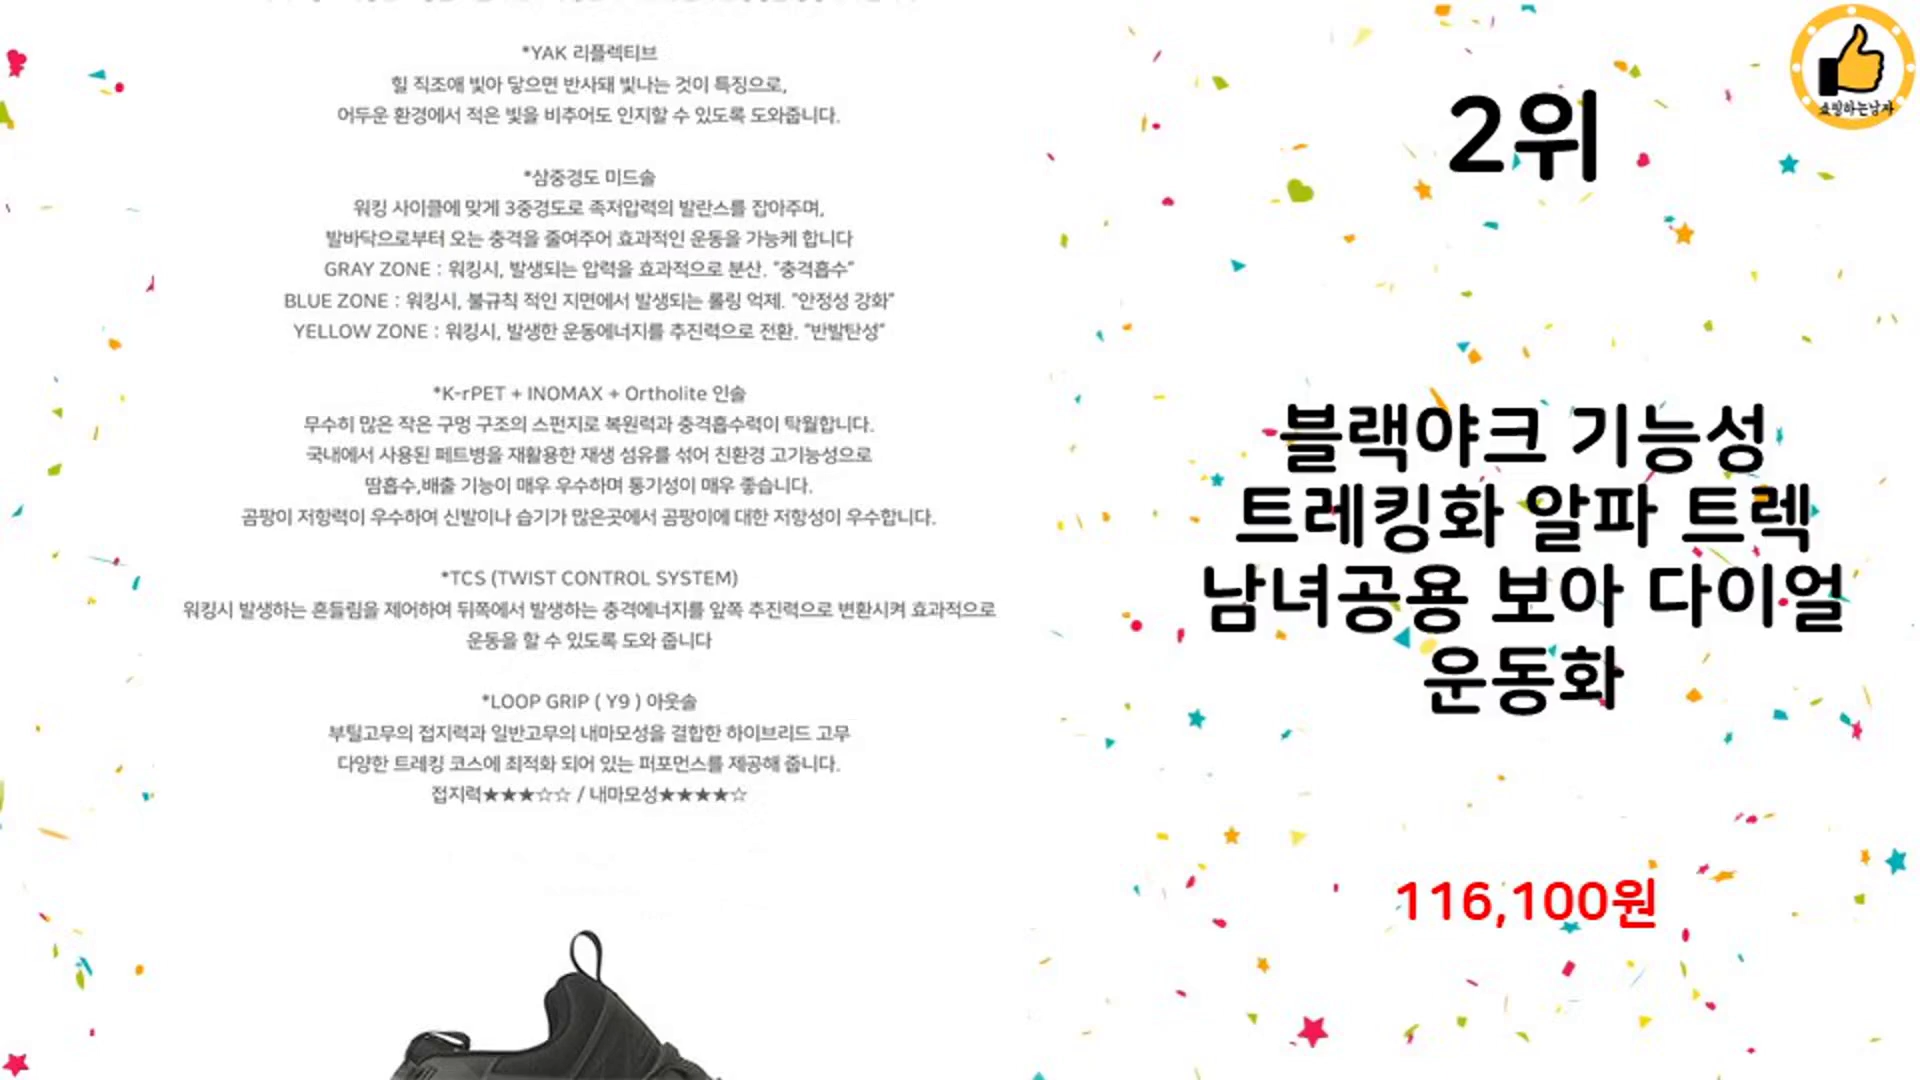 *YAK 리플렉티브
힐 직조애 빛아 닿으면 반사돼 빛나는 것이 특징으로,
어두운 환경에서 적은 빛을 비추어도 인지할 수 있도록 도와줍니다.
*삼중경도 미드솔
워킹 사이클에 맞게 3중경도로 족저압력의 발란스를 잡아주며,
발바닥으로부터 오는 충격을 줄여주어 효과적인 운동을 가능케 합니다
GRAY ZONE : 워킹시, 발생되는 압력을 효과적으로 분산. "충격흡수"
BLUE ZONE : 워킹시, 불규칙 적인 지면에서 발생되는 롤링 억제. "안정성 강화"
YELLOW ZONE : 워킹시, 발생한 운동에너지를 추진력으로 전환. "반발탄성"
*K-rPET + INOMAX + Ortholite 인솔
무수히 많은 작은 구멍 구조의 스펀지로 복원력과 충격흡수력이 탁월합니다.
국내에서 사용된 페트병을 재활용한 재생 섬유를 섞어 친환경 고기능성으로
땀흡수,배출 기능이 매우 우수하며 통기성이 매우 좋습니다.
곰팡이 저항력이 우수하여 신발이나 습기가 많은곳에서 곰팡이에 대한 저항성이 우수합니다.
*TCS (TWIST CONTROL SYSTEM)
워킹시 발생하는 흔들림을 제어하여 뒤쪽에서 발생하는 충격에너지를 앞쪽 추진력으로 변환시켜 효과적으로
운동을 할 수 있도록 도와 줍니다
*LOOP GRIP ( Y9 ) 아웃솔
부틸고무의 접지력과 일반고무의 내마모성을 결합한 하이브리드 고무
다양한 트레킹 코스에 최적화 되어 있는 퍼포먼스를 제공해 줍니다.
접지력★★★☆☆ / 내마모성★★★★☆
쇼핑하는남자
2위
블랙야크 기능성
트레킹화 알파 트렉
남녀공용 보아 다이얼
운동화
116,100원